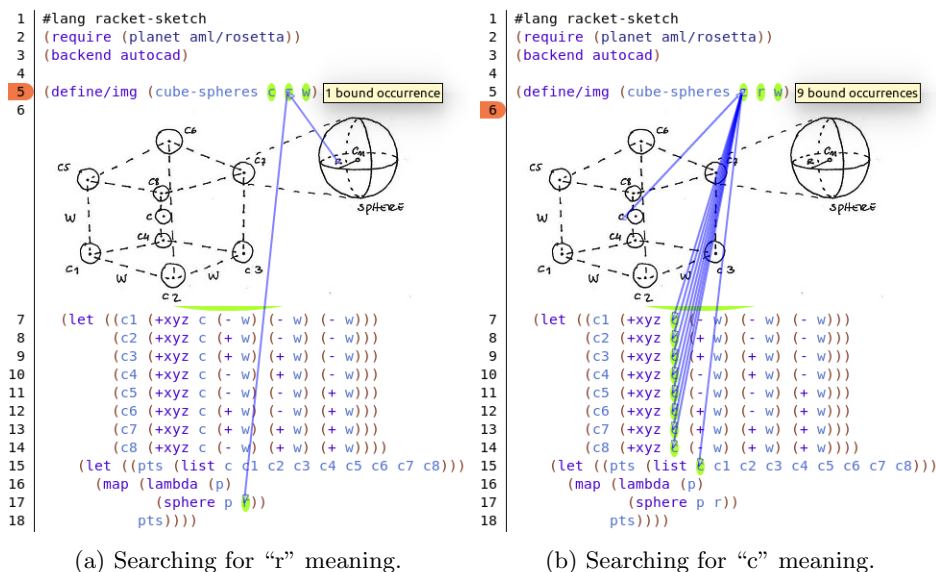 1 #lang racket-sketch
2 (require (planet aml/rosetta))
3 (backend autocad)
4
5 (define/img (cube-spheres c r w) 1 bound occurrence
6
C6
C5
C7
C8
R Cm
SPHERE
W
C
C4
C1
C3
W W
C2
7 (let ((c1 (+xyz c (- w) (- w) (- w)))
8 (c2 (+xyz c (+ w) (- w) (- w)))
9 (c3 (+xyz c (+ w) (+ w) (- w)))
10 (c4 (+xyz c (- w) (+ w) (- w)))
11 (c5 (+xyz c (- w) (- w) (+ w)))
12 (c6 (+xyz c (+ w) (- w) (+ w)))
13 (c7 (+xyz c (+ w) (+ w) (+ w)))
14 (c8 (+xyz c (- w) (+ w) (+ w))))
15 (let ((pts (list c c1 c2 c3 c4 c5 c6 c7 c8)))
16 (map (lambda (p)
17 (sphere p r))
18 pts))))
(a) Searching for “r” meaning.
1 #lang racket-sketch
2 (require (planet aml/rosetta))
3 (backend autocad)
4
5 (define/img (cube-spheres c r w) 9 bound occurrences
6
C6
C5
C7
C8
R Cm
SPHERE
W
C
C4
C1
C3
W W
C2
7 (let ((c1 (+xyz c (- w) (- w) (- w)))
8 (c2 (+xyz c (+ w) (- w) (- w)))
9 (c3 (+xyz c (+ w) (+ w) (- w)))
10 (c4 (+xyz c (- w) (+ w) (- w)))
11 (c5 (+xyz c (- w) (- w) (+ w)))
12 (c6 (+xyz c (+ w) (- w) (+ w)))
13 (c7 (+xyz c (+ w) (+ w) (+ w)))
14 (c8 (+xyz c (- w) (+ w) (+ w))))
15 (let ((pts (list c c1 c2 c3 c4 c5 c6 c7 c8)))
16 (map (lambda (p)
17 (sphere p r))
18 pts))))
(b) Searching for “c” meaning.